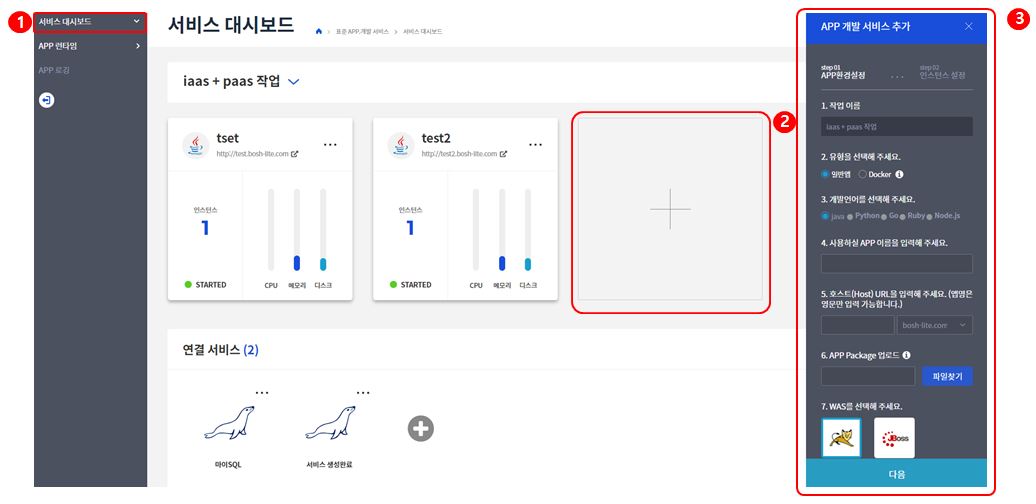 1
서비스 대시보드
APP 런타임
APP 로깅
서비스 대시보드
표준 APP.개발 서비스 > 서비스 대시보드
iaas + paas 작업
tset
http://test.bosh-lite.com
인스턴스
1
STARTED
CPU 메모리 디스크
test2
http://test2.bosh-lite.com
인스턴스
1
STARTED
CPU 메모리 디스크
2
연결 서비스 (2)
마이SQL
서비스 생성완료
3
APP 개발 서비스 추가
step 01
APP환경설정
...
step 02
인스턴스 설정
1. 작업 이름
iaas + paas 작업
2. 유형을 선택해 주세요.
일반앱 Docker
3. 개발언어를 선택해 주세요.
java Python Go Ruby Node.js
4. 사용하실 APP 이름을 입력해 주세요.
5. 호스트(Host) URL을 입력해 주세요. (앱명은
영문만 입력 가능합니다.)
bosh-lite.com
6. APP Package 업로드
파일찾기
7. WAS를 선택해 주세요.
JBoss
다음